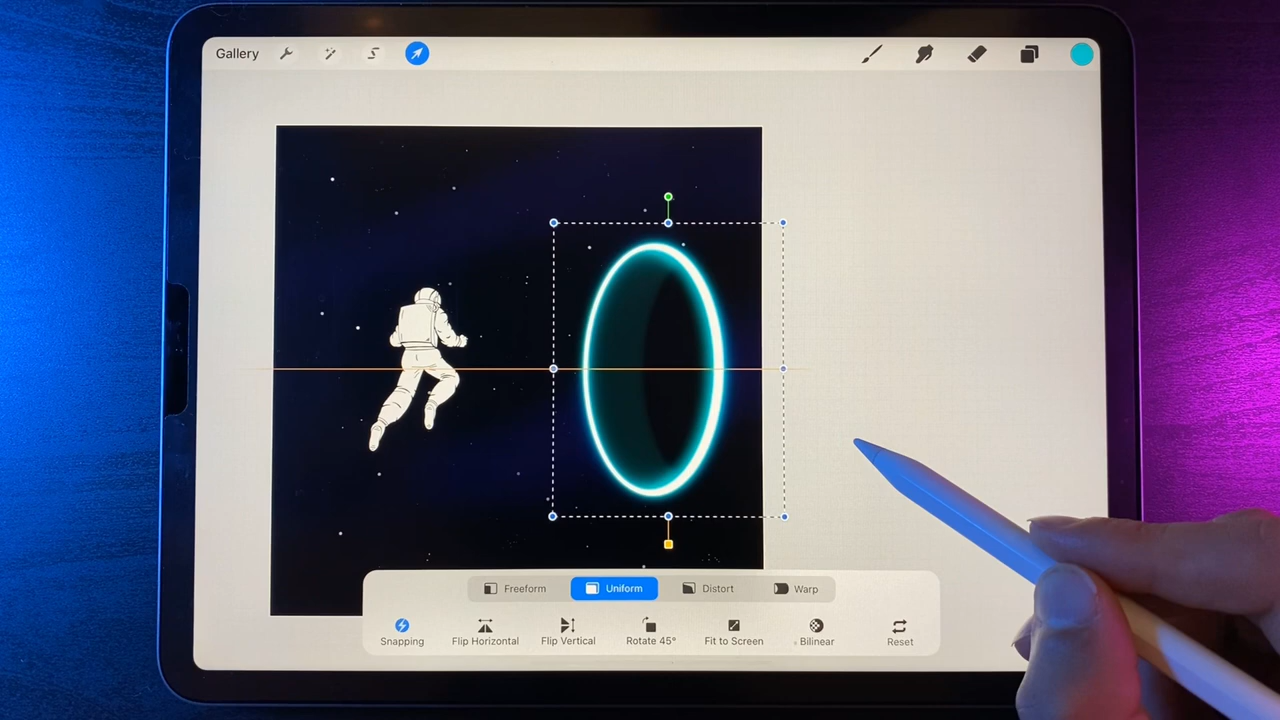 Gallery
Freeform Uniform Distort Warp
Snapping Flip Horizontal Flip Vertical Rotate 45° Fit to Screen Bilinear Reset